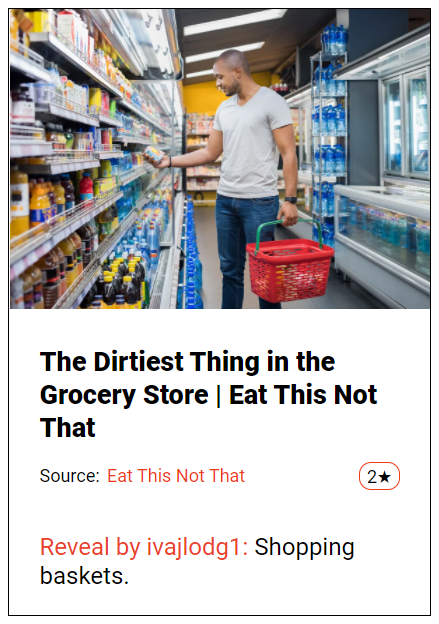 The Dirtiest Thing in the
Grocery Store | Eat This Not
That
Source: Eat This Not That
2★
Reveal by ivajlodg1: Shopping
baskets.